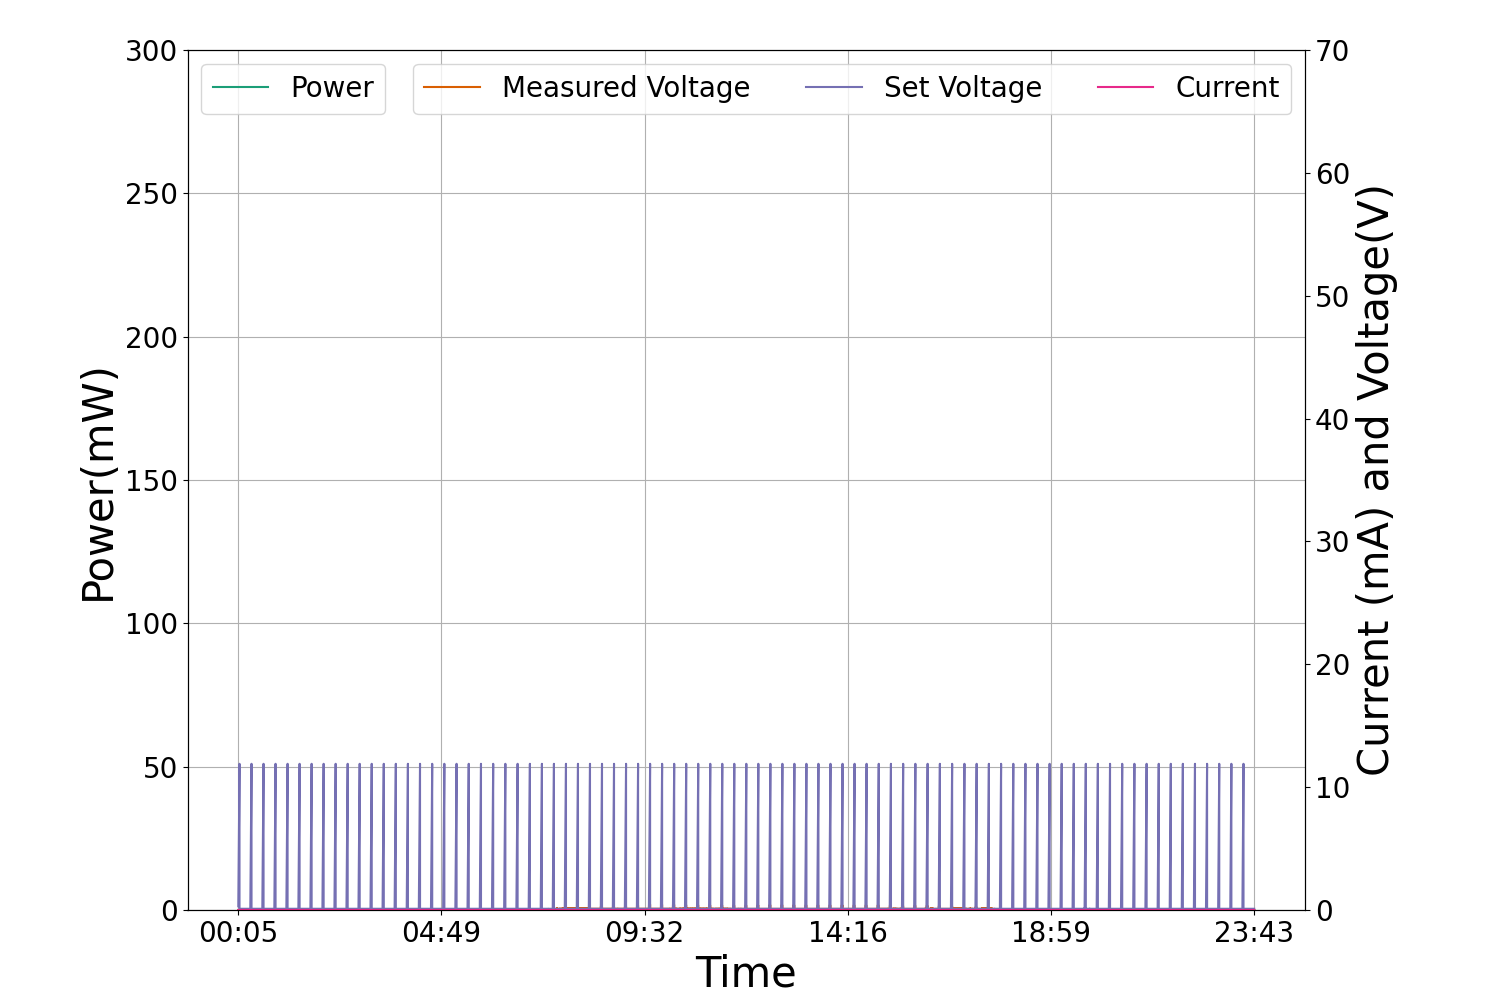 Power
Measured Voltage
Set Voltage
Current
300
250
200
150
100
50
0
Power(mW)
70
60
50
40
30
20
10
0
Current (mA) and Voltage(V)
00:05 04:49 09:32 14:16 18:59 23:43
Time